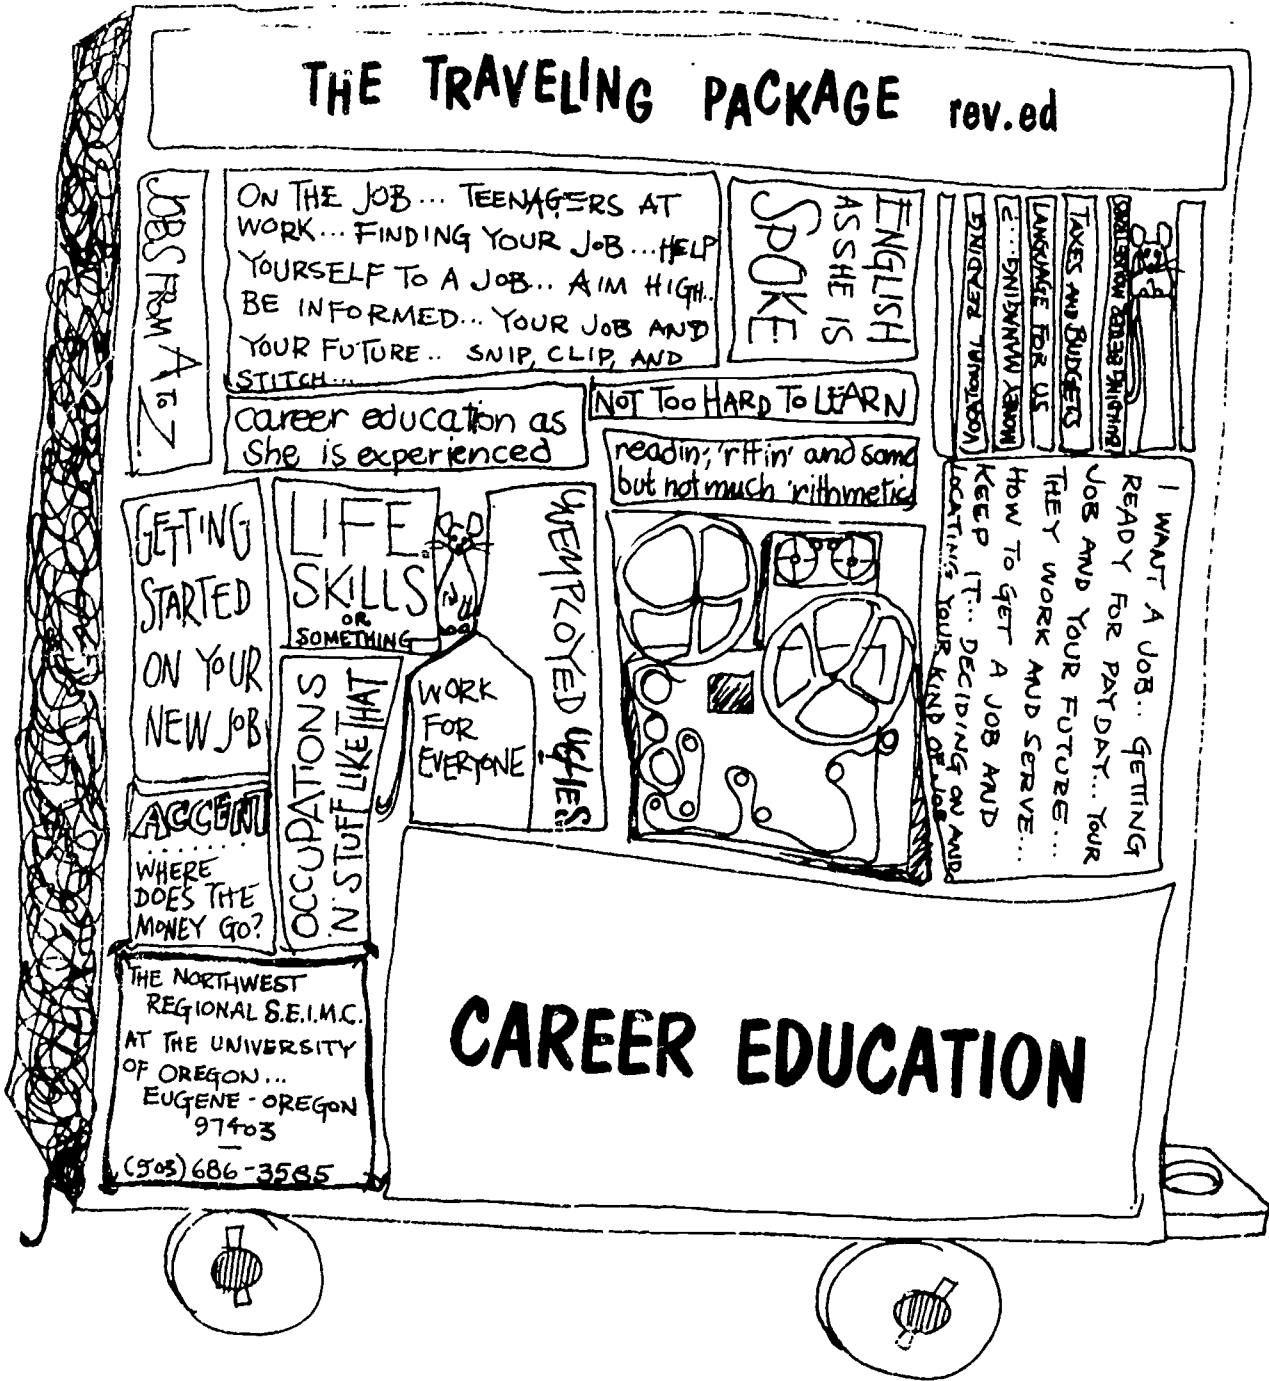 THE TRAVELING PACKAGE rev.ed
JOBS FROM A TO Z
ON THE JOB... TEENAGERS AT
WORK... FINDING YOUR JOB...HELP
YOURSELF TO A JOB... AIM HIGH..
BE INFORMED... YOUR JOB AND
YOUR FUTURE.. SNIP, CLIP, AND
STITCH...
ENGLISH
AS SHE IS
SPOKE
TAXES AND BUDGETS
LANGUAGE FOR US
MONEY MANAGING....
VOCATIONAL READING
career education as
She is experienced
NOT TOO HARD TO LEARN
readin', 'ritin' and some
but not much 'rithmetic
GETTING
STARTED
ON YOUR
NEW JOB
LIFE
SKILLS
OR
SOMETHING
UNEMPLOYED UGLIES
WORK
FOR
EVERYONE
OCCUPATIONS
N' STUFF LIKE THAT
I WANT A JOB.. GETTING
READY FOR PAYDAY... YOUR
JOB AND YOUR FUTURE...
THEY WORK AND SERVE...
HOW TO GET A JOB AND
KEEP IT... DECIDING ON AND
LOCATING YOUR KIND OF JOB
ACCENT
.........
WHERE
DOES THE
MONEY GO?
THE NORTHWEST
REGIONAL S.E.I.M.C.
AT THE UNIVERSITY
OF OREGON...
EUGENE - OREGON
97403
(503) 686-3585
CAREER EDUCATION